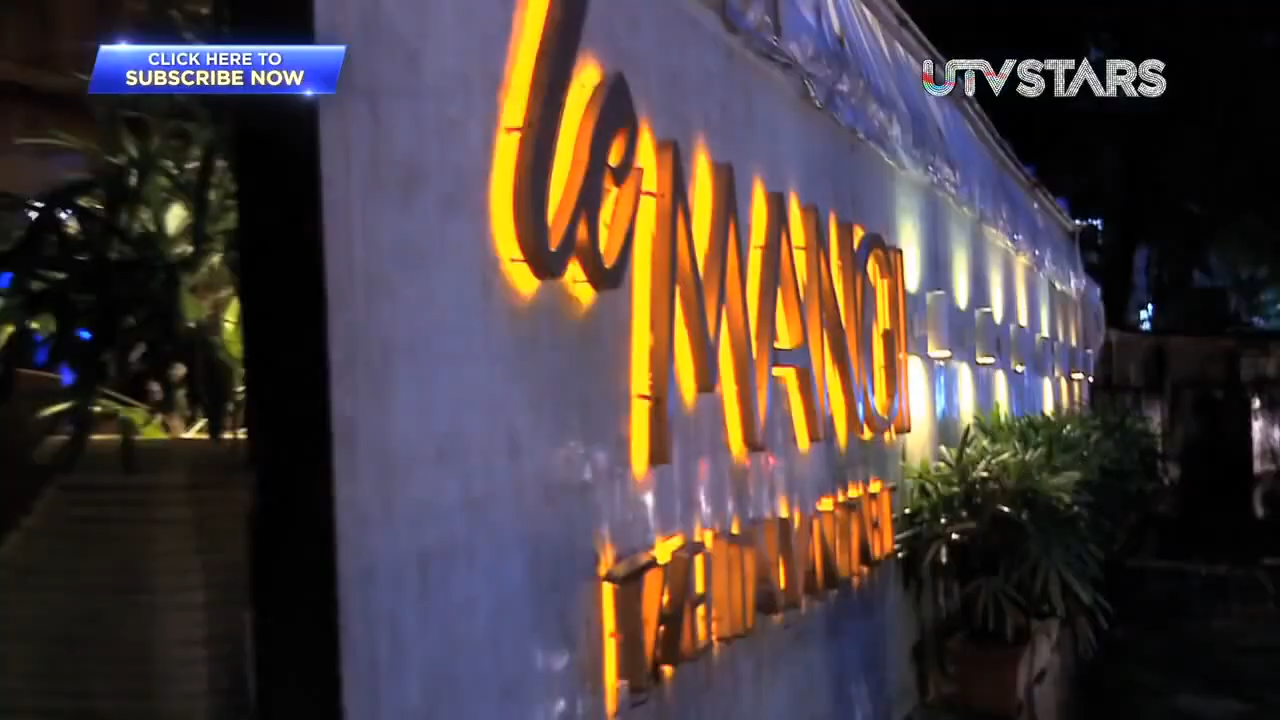 CLICK HERE TO
SUBSCRIBE NOW
UTVSTARS
le
MANGI